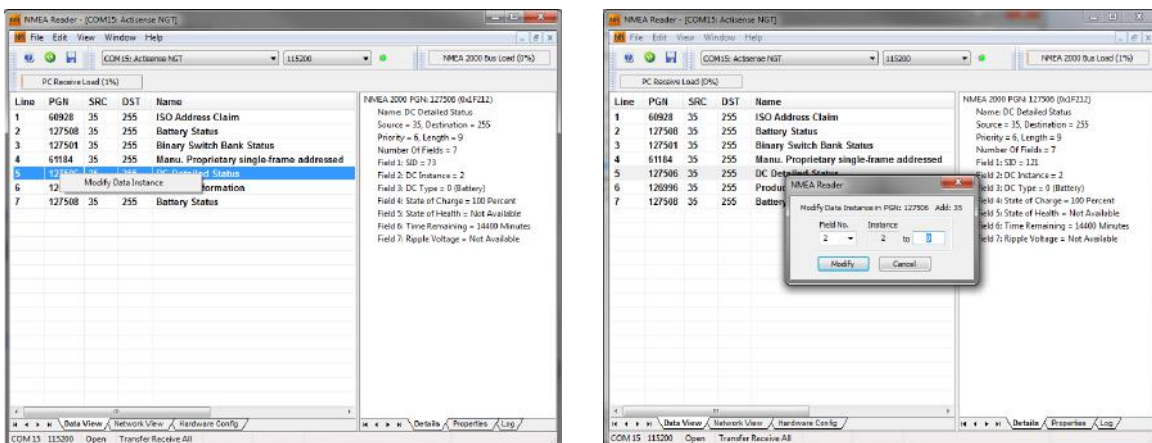 NMEA Reader - [COM15: Actisense NGT]
File Edit View Window Help
COM15: Actisense NGT 115200 NMEA 2000 Bus Load (0%)
PC Receive Load (1%)
Line PGN SRC DST Name
1 60928 35 255 ISO Address Claim
2 127508 35 255 Battery Status
3 127501 35 255 Binary Switch Bank Status
4 61184 35 255 Manu. Proprietary single-frame addressed
5 127506 35 255 DC Detailed Status
Modify Data Instance
6 12 formation
7 127508 35 255 Battery Status
NMEA 2000 PGN: 127506 (0x1F212)
Name: DC Detailed Status
Source = 35, Destination = 255
Priority = 6, Length = 9
Number Of Fields = 7
Field 1: SID = 73
Field 2: DC Instance = 2
Field 3: DC Type = 0 (Battery)
Field 4: State of Charge = 100 Percent
Field 5: State of Health = Not Available
Field 6: Time Remaining = 14400 Minutes
Field 7: Ripple Voltage = Not Available
Data View Network View Hardware Config
Details Properties Log
COM 15 115200 Open Transfer Receive All
NMEA Reader - [COM15: Actisense NGT]
File Edit View Window Help
COM15: Actisense NGT 115200 NMEA 2000 Bus Load (1%)
PC Receive Load (0%)
Line PGN SRC DST Name
1 60928 35 255 ISO Address Claim
2 127508 35 255 Battery Status
3 127501 35 255 Binary Switch Bank Status
4 61184 35 255 Manu. Proprietary single-frame addressed
5 127506 35 255 DC Detailed Status
6 126996 35 255 Produc
7 127508 35 255 Battery
NMEA Reader
Modify Data Instance in PGN: 127506 Add: 35
Field No. Instance
2 2 to
Modify Cancel
NMEA 2000 PGN: 127506 (0x1F212)
Name: DC Detailed Status
Source = 35, Destination = 255
Priority = 6, Length = 9
Number Of Fields = 7
Field 1: SID = 121
Field 2: DC Instance = 2
ield 3: DC Type = 0 (Battery)
ield 4: State of Charge = 100 Percent
ield 5: State of Health = Not Available
ield 6: Time Remaining = 14400 Minutes
ield 7: Ripple Voltage = Not Available
Data View Network View Hardware Config
Details Properties Log
COM 15 115200 Open Transfer Receive All